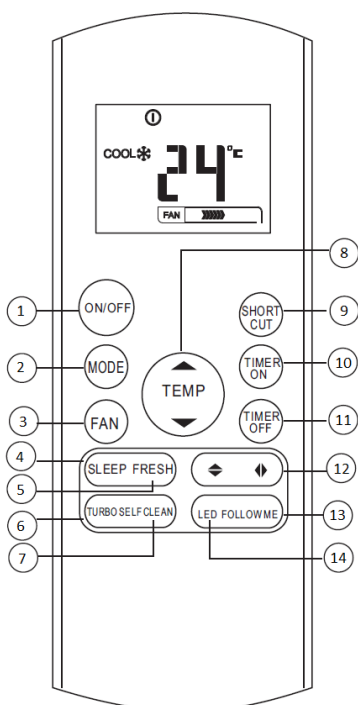 COOL 24°C
FAN
8
1 ON/OFF SHORT CUT 9
2 MODE TEMP TIMER ON 10
3 FAN TIMER OFF 11
4 SLEEP FRESH 12
5
6 TURBO SELF CLEAN LED FOLLOW ME 13
7 14